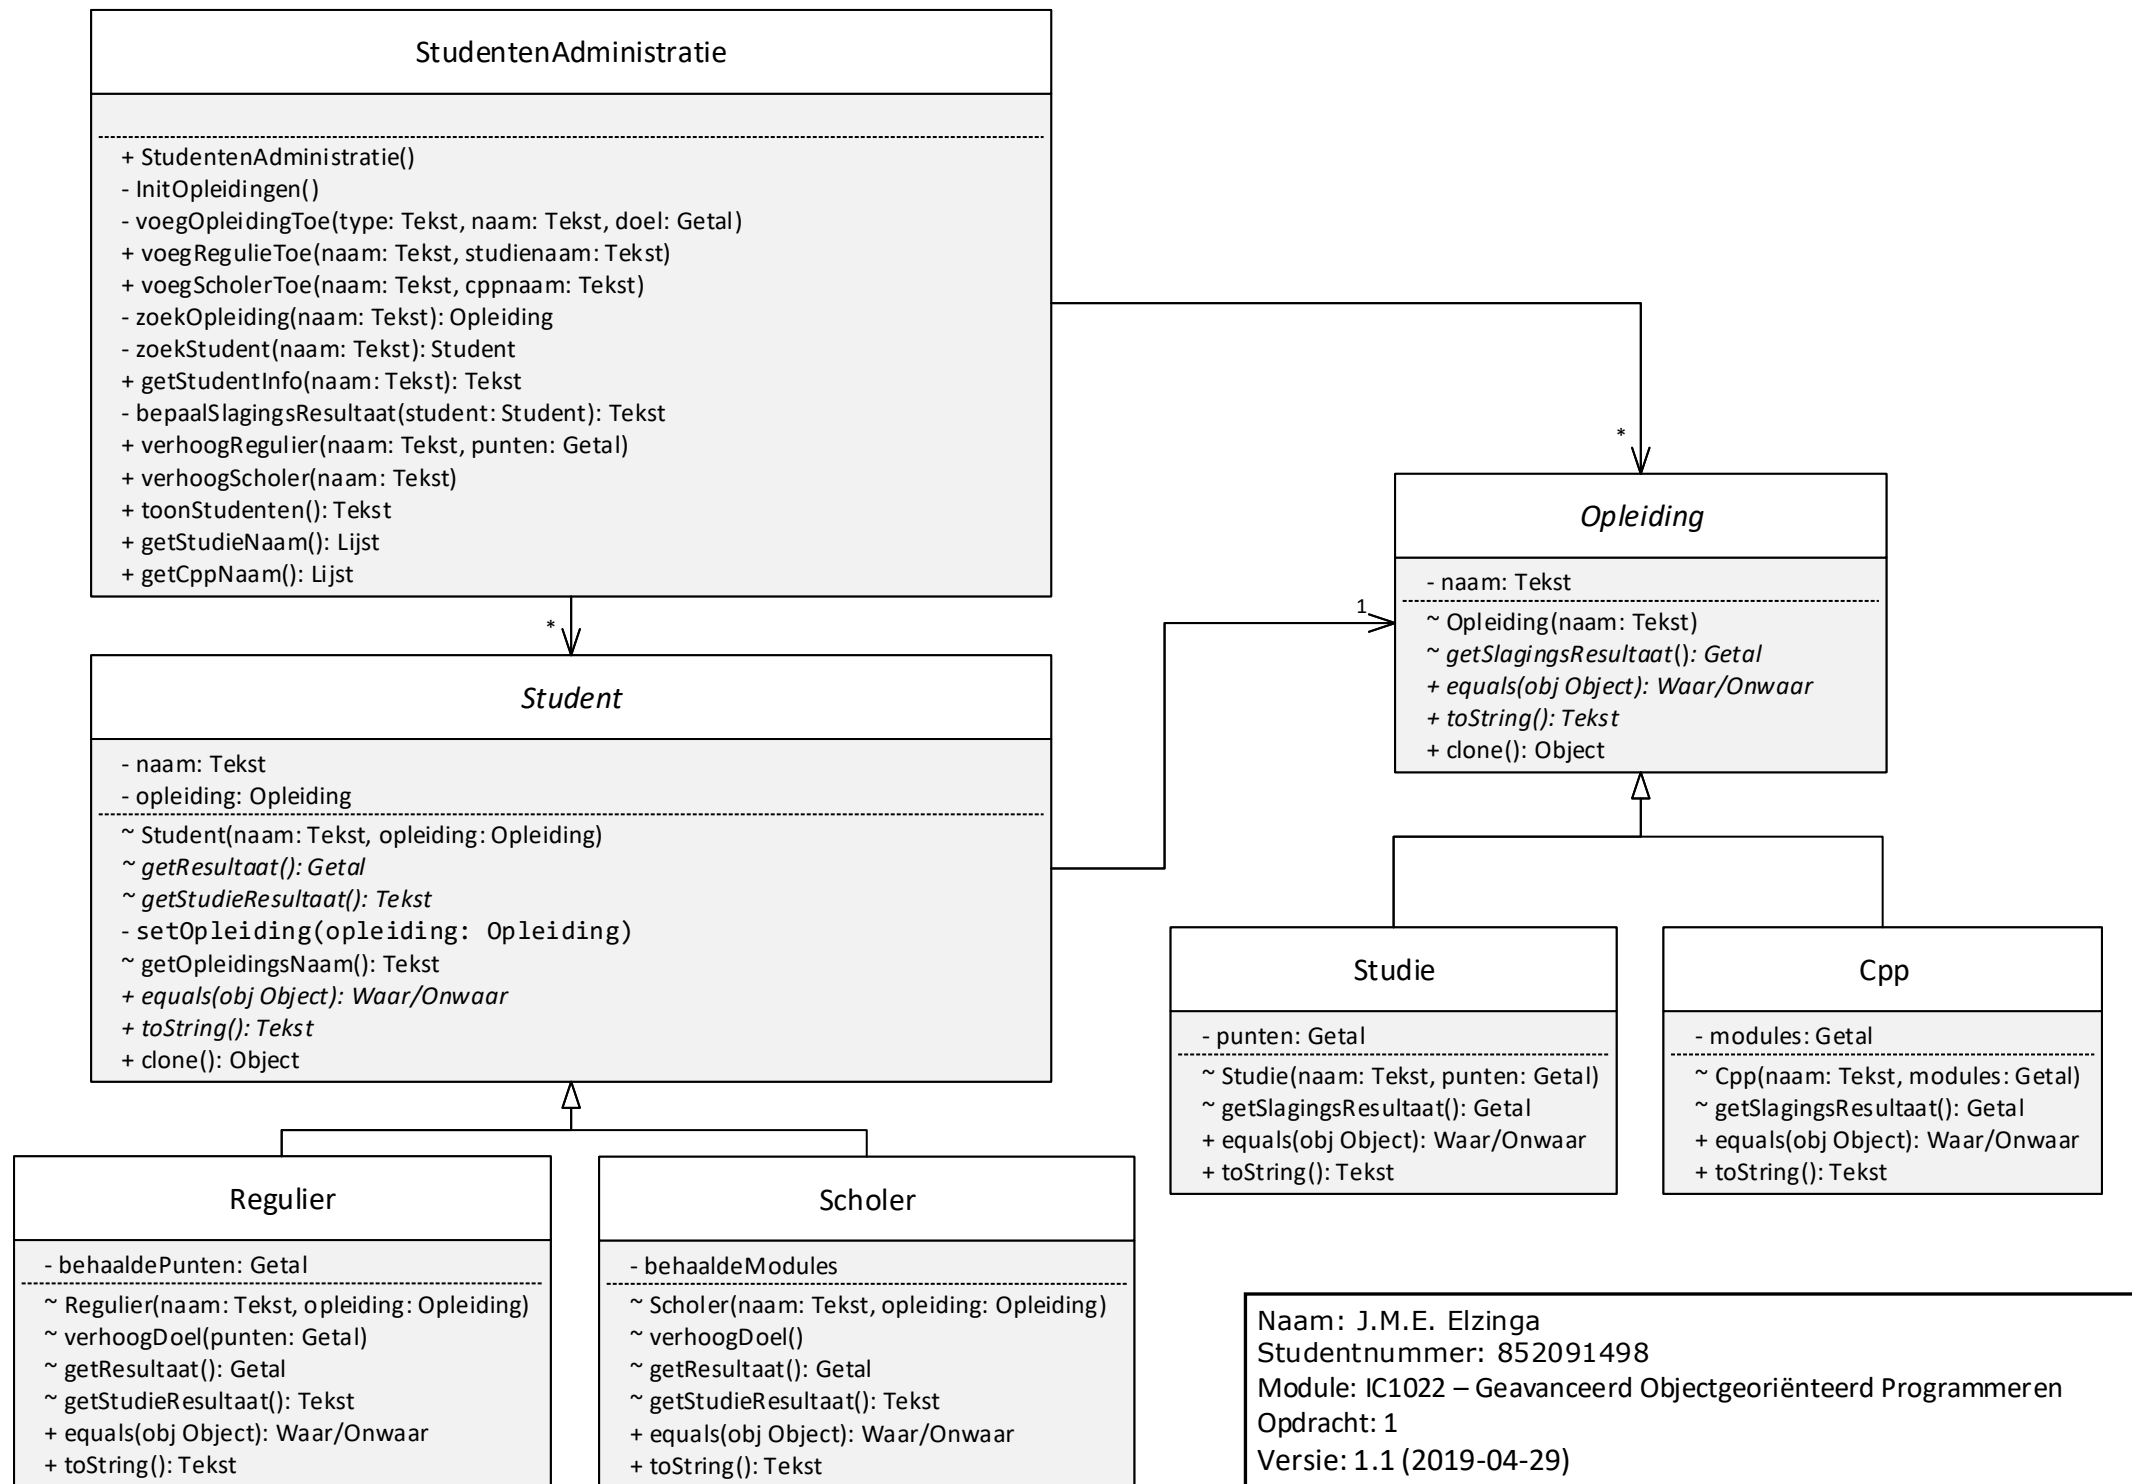 StudentenAdministratie
+ StudentenAdministratie()
- InitOpleidingen()
- voegOpleidingToe(type: Tekst, naam: Tekst, doel: Getal)
+ voegRegulieToe(naam: Tekst, studienaam: Tekst)
+ voegScholerToe(naam: Tekst, cppnaam: Tekst)
- zoekOpleiding(naam: Tekst): Opleiding
- zoekStudent(naam: Tekst): Student
+ getStudentInfo(naam: Tekst): Tekst
- bepaalSlagingsResultaat(student: Student): Tekst
+ verhoogRegulier(naam: Tekst, punten: Getal)
+ verhoogScholer(naam: Tekst)
+ toonStudenten(): Tekst
+ getStudieNaam(): Lijst
+ getCppNaam(): Lijst
*
*
Opleiding
- naam: Tekst
~ Opleiding(naam: Tekst)
~ getSlagingsResultaat(): Getal
+ equals(obj Object): Waar/Onwaar
+ toString(): Tekst
+ clone(): Object
1
Student
- naam: Tekst
- opleiding: Opleiding
~ Student(naam: Tekst, opleiding: Opleiding)
~ getResultaat(): Getal
~ getStudieResultaat(): Tekst
- setOpleiding(opleiding: Opleiding)
~ getOpleidingsNaam(): Tekst
+ equals(obj Object): Waar/Onwaar
+ toString(): Tekst
+ clone(): Object
Studie
- punten: Getal
~ Studie(naam: Tekst, punten: Getal)
~ getSlagingsResultaat(): Getal
+ equals(obj Object): Waar/Onwaar
+ toString(): Tekst
Cpp
- modules: Getal
~ Cpp(naam: Tekst, modules: Getal)
~ getSlagingsResultaat(): Getal
+ equals(obj Object): Waar/Onwaar
+ toString(): Tekst
Regulier
- behaaldePunten: Getal
~ Regulier(naam: Tekst, opleiding: Opleiding)
~ verhoogDoel(punten: Getal)
~ getResultaat(): Getal
~ getStudieResultaat(): Tekst
+ equals(obj Object): Waar/Onwaar
+ toString(): Tekst
Scholer
- behaaldeModules
~ Scholer(naam: Tekst, opleiding: Opleiding)
~ verhoogDoel()
~ getResultaat(): Getal
~ getStudieResultaat(): Tekst
+ equals(obj Object): Waar/Onwaar
+ toString(): Tekst
Naam: J.M.E. Elzinga
Studentnummer: 852091498
Module: IC1022 – Geavanceerd Objectgeoriënteerd Programmeren
Opdracht: 1
Versie: 1.1 (2019-04-29)